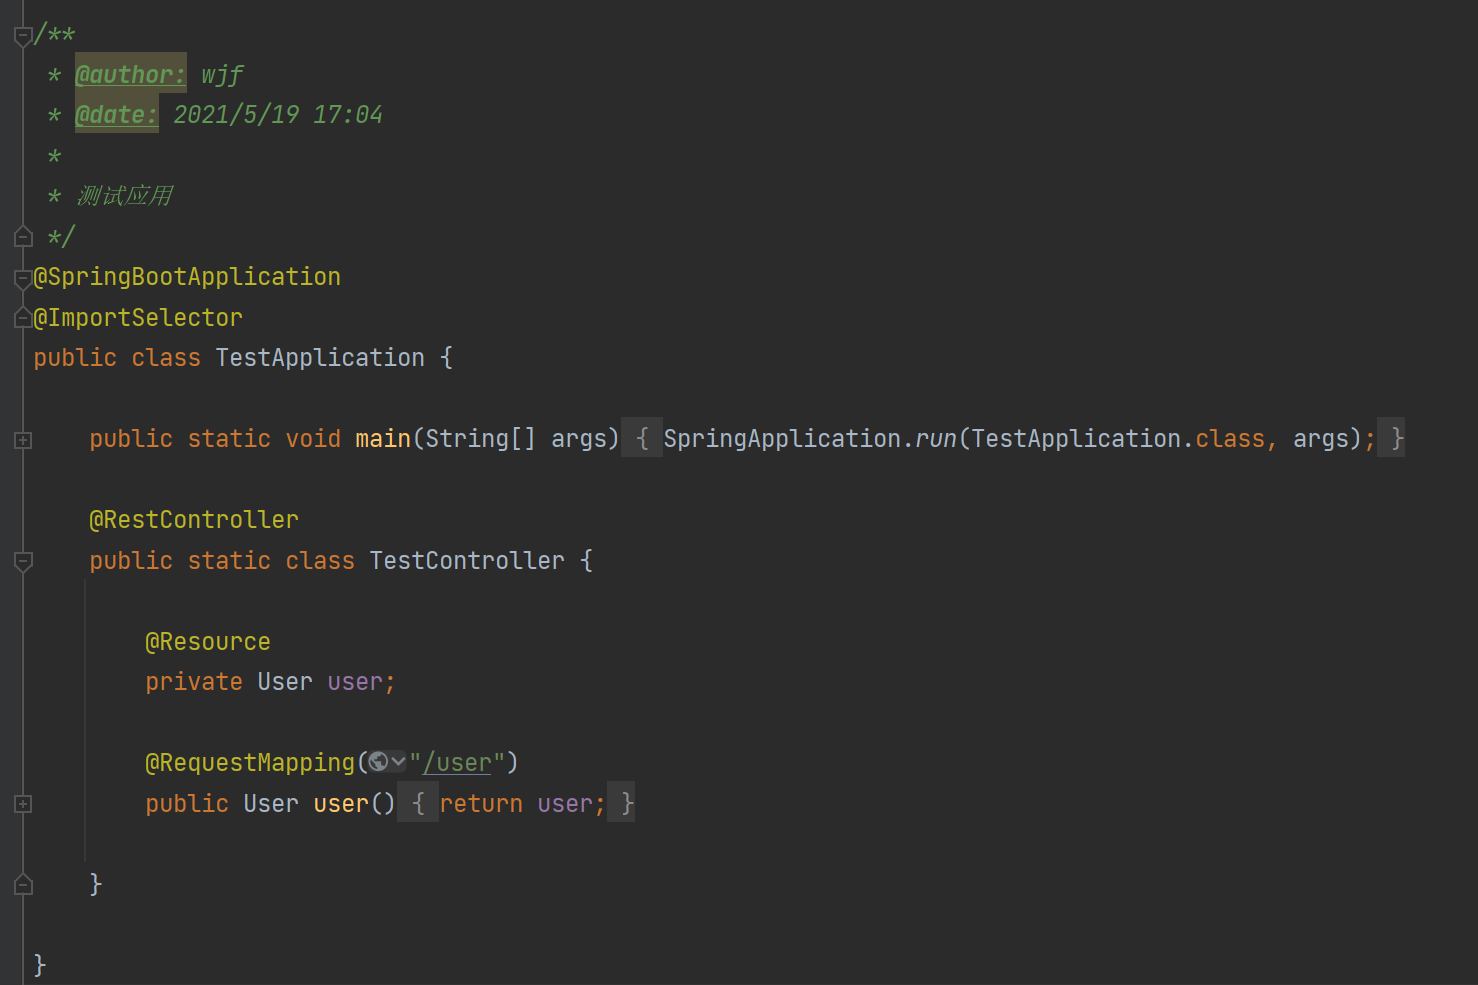 /**
* @author: wjf
* @date: 2021/5/19 17:04
*
* 测试应用
*/
@SpringBootApplication
@ImportSelector
public class TestApplication {
public static void main(String[] args) { SpringApplication.run(TestApplication.class, args); }
@RestController
public static class TestController {
@Resource
private User user;
@RequestMapping("/user")
public User user() { return user; }
}
}